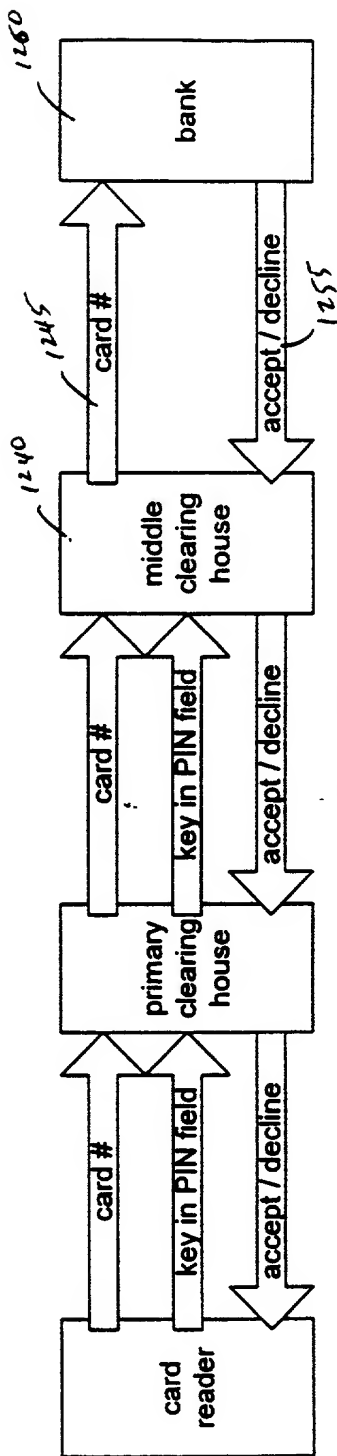 card
reader
card #
key in PIN field
accept / decline
primary
clearing
house
card #
key in PIN field
accept / decline
middle
clearing
house
1240
card #
1245
accept / decline
1255
bank
1260